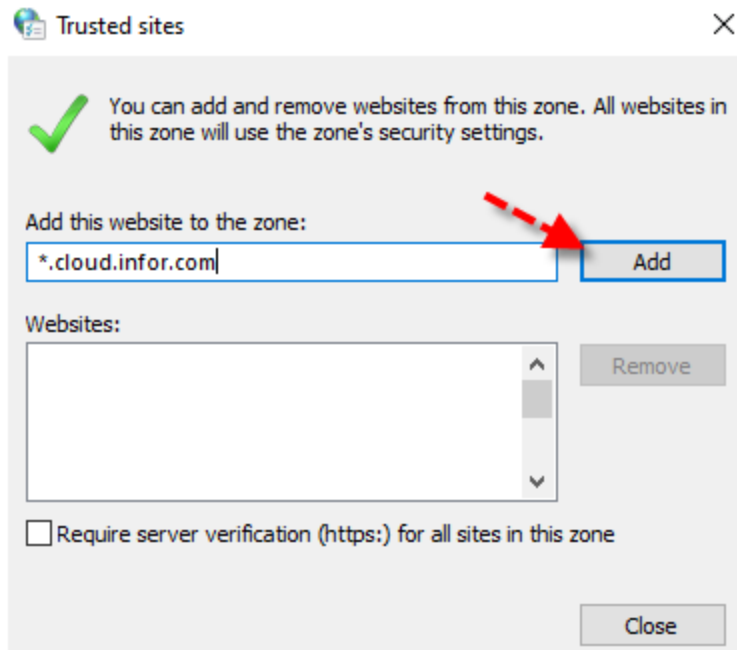 Trusted sites
You can add and remove websites from this zone. All websites in
this zone will use the zone's security settings.
Add this website to the zone:
*.cloud.infor.com
Add
Websites:
Remove
Require server verification (https:) for all sites in this zone
Close